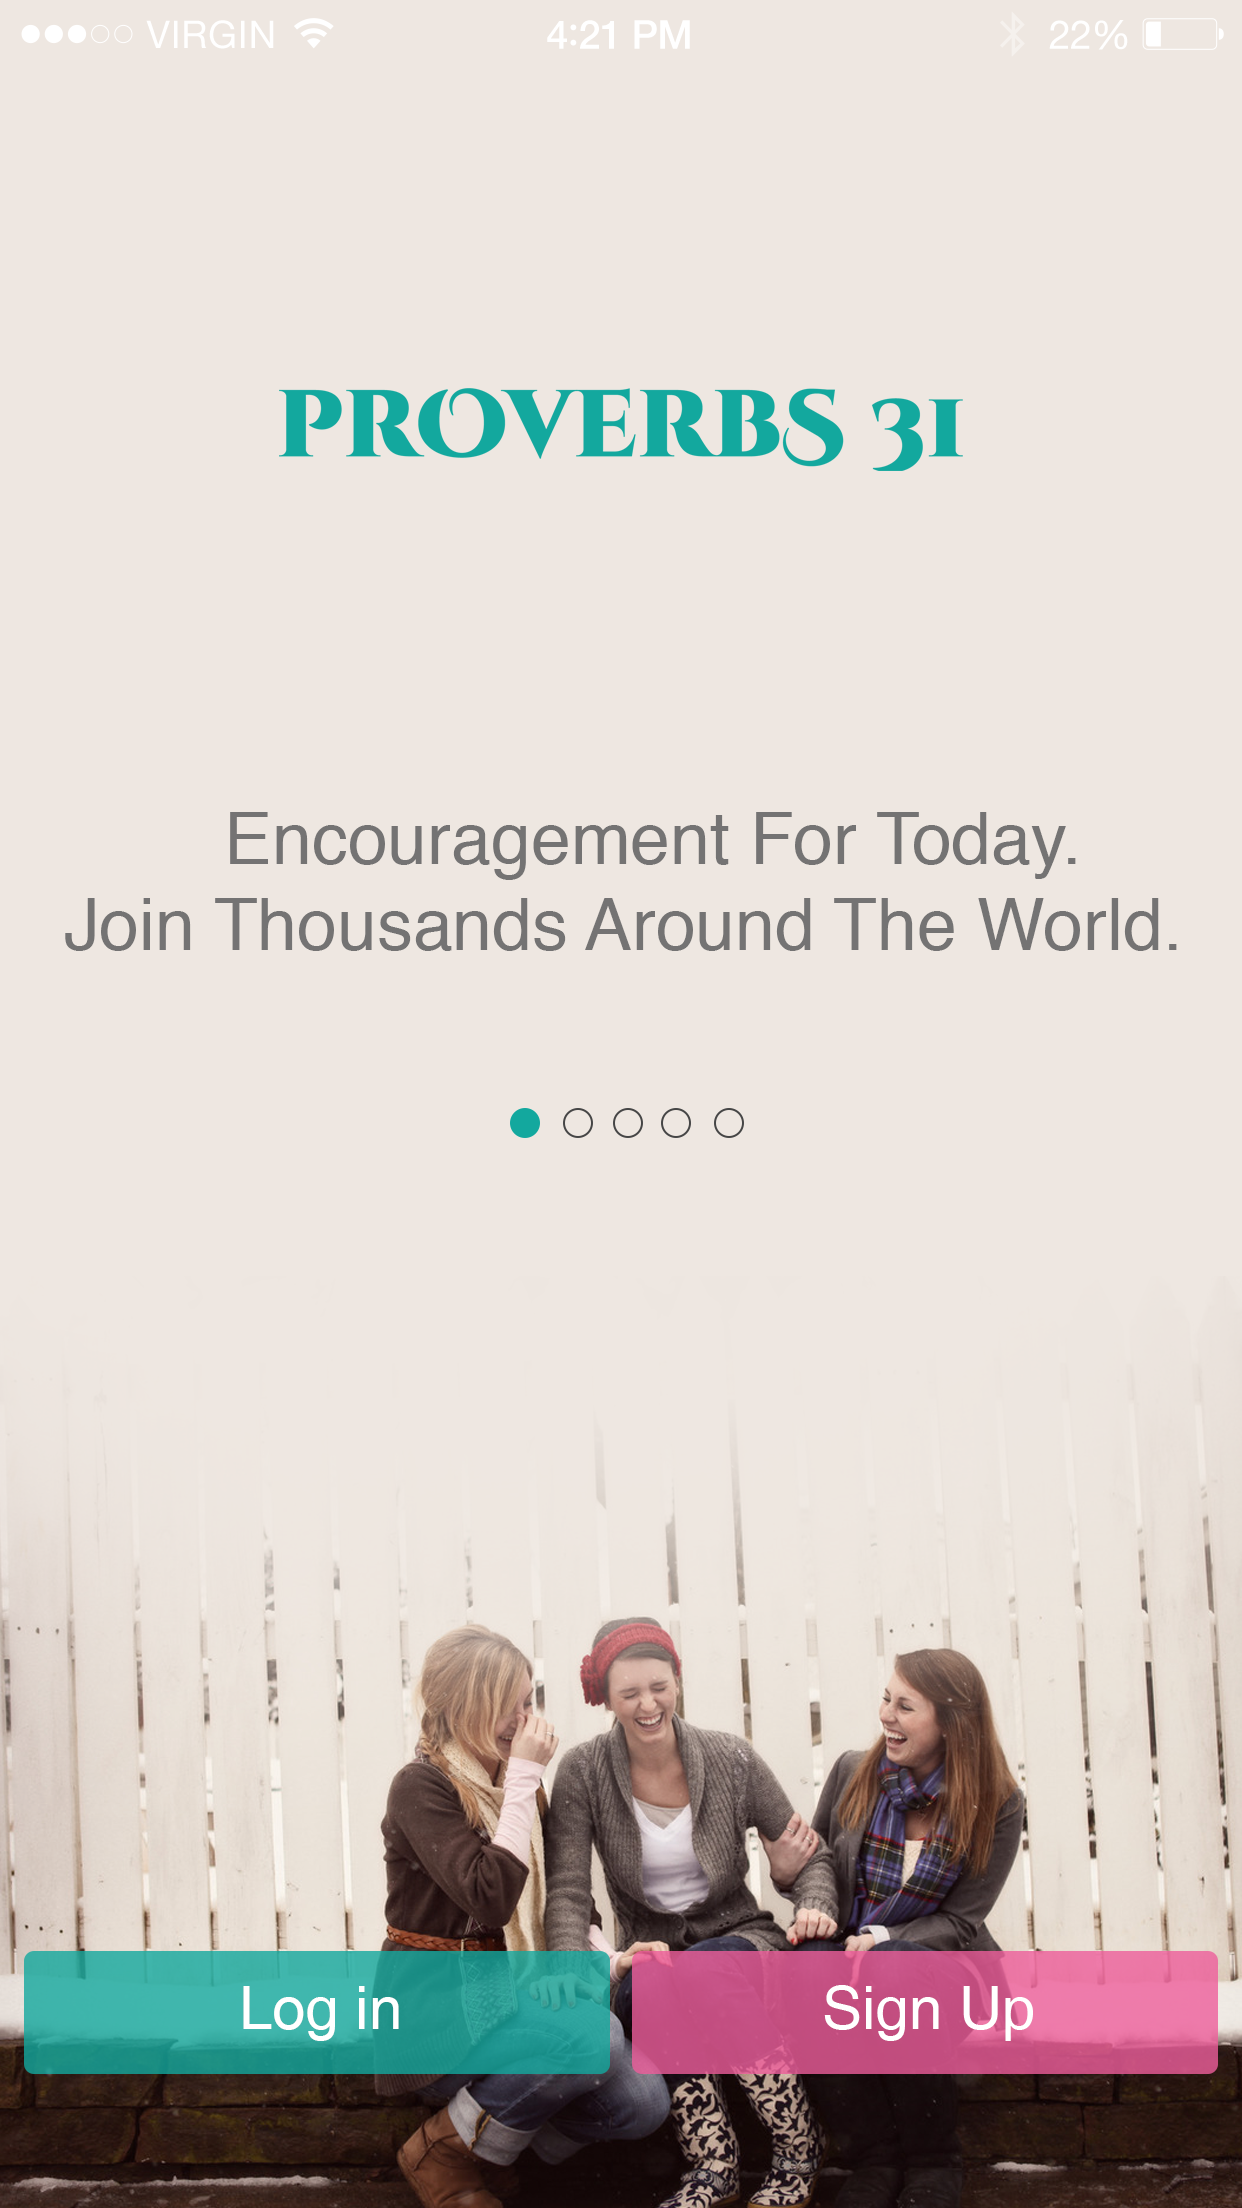 VIRGIN 4:21 PM 22%
PROVERBS 31
Encouragement For Today.
Join Thousands Around The World.
Log in Sign Up